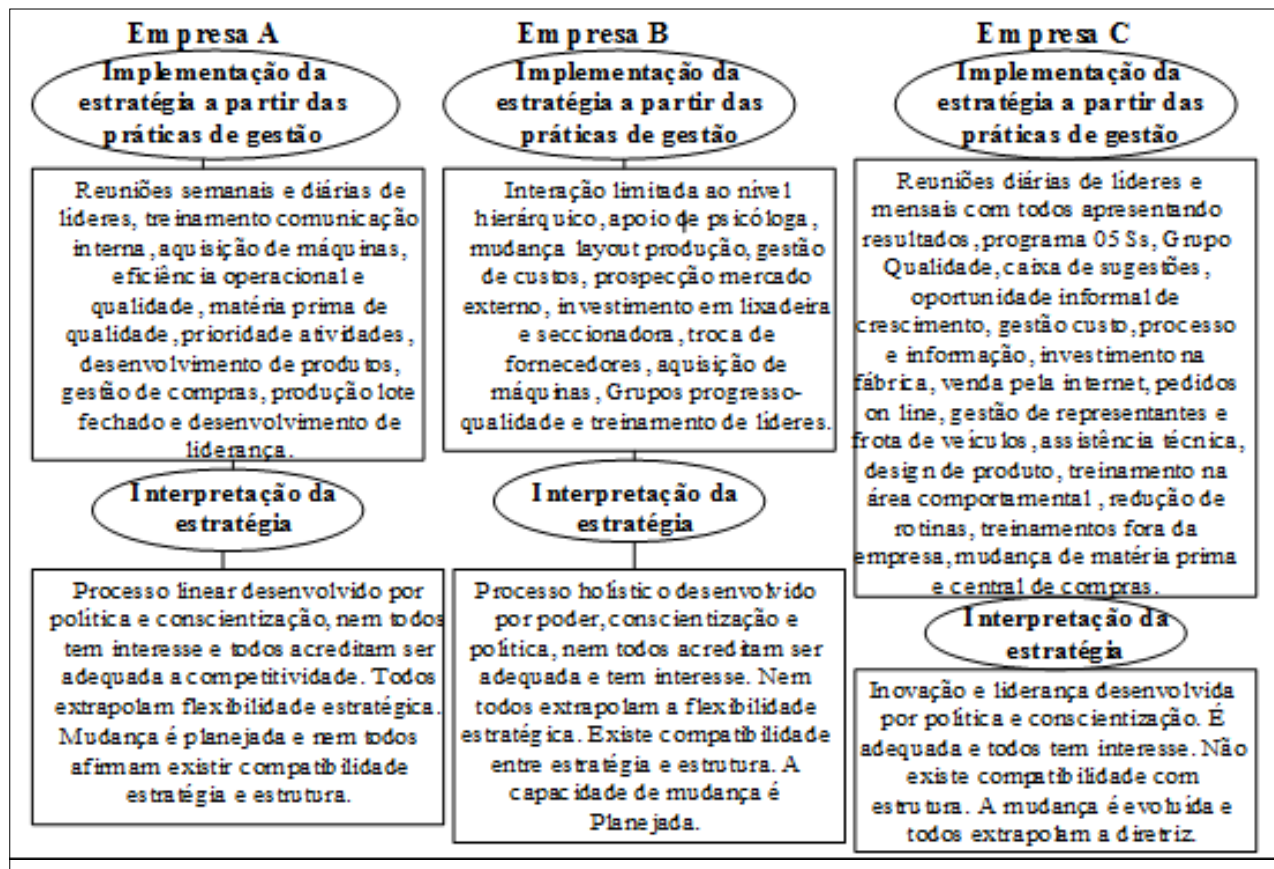 Empresa A
Implementação da
estratégia a partir das
práticas de gestão
Reuniões semanais e diárias de
líderes, treinamento comunicação
interna, aquisição de máquinas,
eficiência operacional e
qualidade, matéria prima de
qualidade, prioridade atividades,
desenvolvimento de produtos,
gestão de compras, produção lote
fechado e desenvolvimento de
liderança.
Interpretação da
estratégia
Processo linear desenvolvido por
política e conscientização, nem todos
tem interesse e todos acreditam ser
adequada a competitividade. Todos
extrapolam flexibilidade estratégica.
Mudança é planejada e nem todos
afirmam existir compatibilidade
estratégia e estrutura.
Empresa B
Implementação da
estratégia a partir das
práticas de gestão
Interação limitada ao nível
hierárquico, apoio de psicóloga,
mudança layout produção, gestão
de custos, prospecção mercado
externo, investimento em lixadeira
e seccionadora, troca de
fornecedores, aquisição de
máquinas, Grupos progresso-
qualidade e treinamento de líderes.
Interpretação da
estratégia
Processo holístico desenvolvido
por poder, conscientização e
política, nem todos acreditam ser
adequada e tem interesse. Nem
todos extrapolam a flexibilidade
estratégica. Existe compatibilidade
entre estratégia e estrutura. A
capacidade de mudança é
Planejada.
Empresa C
Implementação da
estratégia a partir das
práticas de gestão
Reuniões diárias de líderes e
mensais com todos apresentando
resultados, programa 05 Ss, Grupo
Qualidade, caixa de sugestões,
oportunidade informal de
crescimento, gestão custo, processo
e informação, investimento na
fábrica, venda pela internet, pedidos
on line, gestão de representantes e
frota de veículos, assistência técnica,
design de produto, treinamento na
área comportamental , redução de
rotinas, treinamentos fora da
empresa, mudança de matéria prima
e central de compras.
Interpretação da
estratégia
Inovação e liderança desenvolvida
por política e conscientização. É
adequada e todos tem interesse. Não
existe compatibilidade com
estrutura. A mudança é evoluída e
todos extrapolam a diretriz